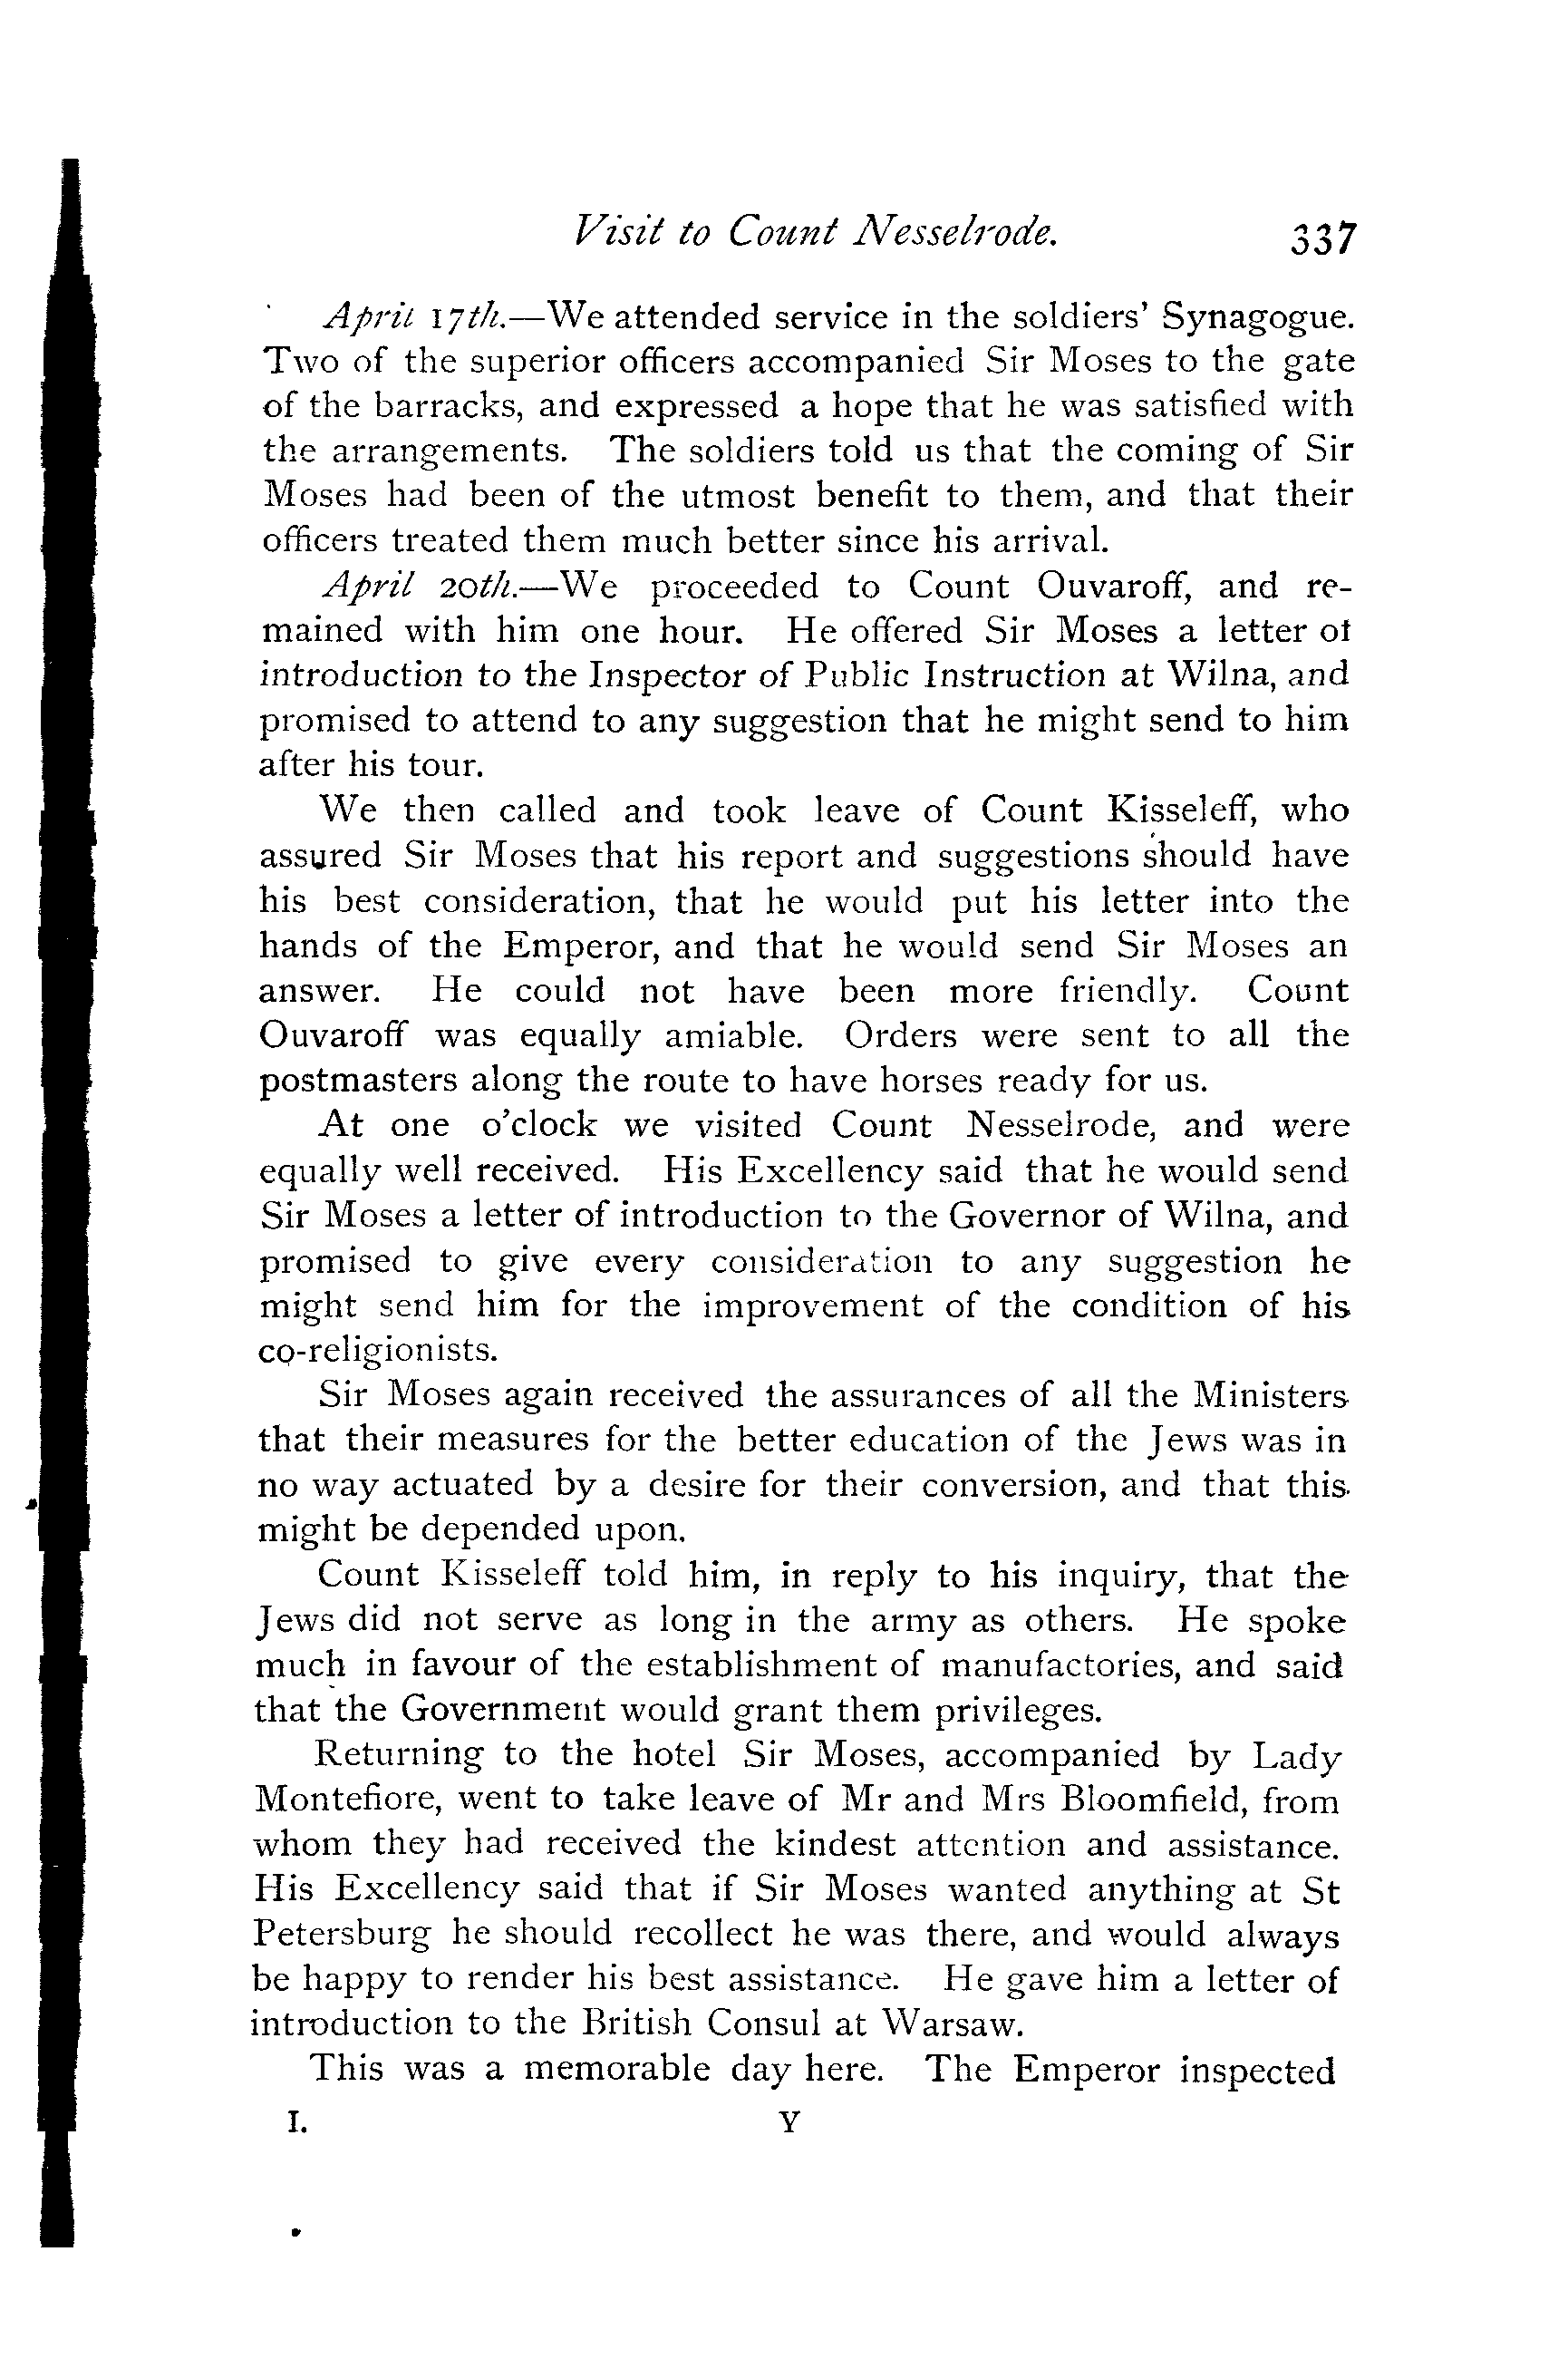 Visit to Count Nesselrode. 337
April 17th.—We attended service in the soldiers' Synagogue.
Two of the superior officers accompanied Sir Moses to the gate
of the barracks, and expressed a hope that he was satisfied with
the arrangements. The soldiers told us that the coming of Sir
Moses had been of the utmost benefit to them, and that their
officers treated them much better since his arrival.
April 20th.—We proceeded to Count Ouvaroff, and re-
mained with him one hour. He offered Sir Moses a letter of
introduction to the Inspector of Public Instruction at Wilna, and
promised to attend to any suggestion that he might send to him
after his tour.
We then called and took leave of Count Kisseleff, who
assured Sir Moses that his report and suggestions should have
his best consideration, that he would put his letter into the
hands of the Emperor, and that he would send Sir Moses an
answer. He could not have been more friendly. Count
Ouvaroff was equally amiable. Orders were sent to all the
postmasters along the route to have horses ready for us.
At one o'clock we visited Count Nesselrode, and were
equally well received. His Excellency said that he would send
Sir Moses a letter of introduction to the Governor of Wilna, and
promised to give every consideration to any suggestion he
might send him for the improvement of the condition of his
co-religionists.
Sir Moses again received the assurances of all the Ministers
that their measures for the better education of the Jews was in
no way actuated by a desire for their conversion, and that this
might be depended upon.
Count Kisseleff told him, in reply to his inquiry, that the
Jews did not serve as long in the army as others. He spoke
much in favour of the establishment of manufactories, and said
that the Government would grant them privileges.
Returning to the hotel Sir Moses, accompanied by Lady
Montefiore, went to take leave of Mr and Mrs Bloomfield, from
whom they had received the kindest attention and assistance.
His Excellency said that if Sir Moses wanted anything at St
Petersburg he should recollect he was there, and would always
be happy to render his best assistance. He gave him a letter of
introduction to the British Consul at Warsaw.
This was a memorable day here. The Emperor inspected
I. Y